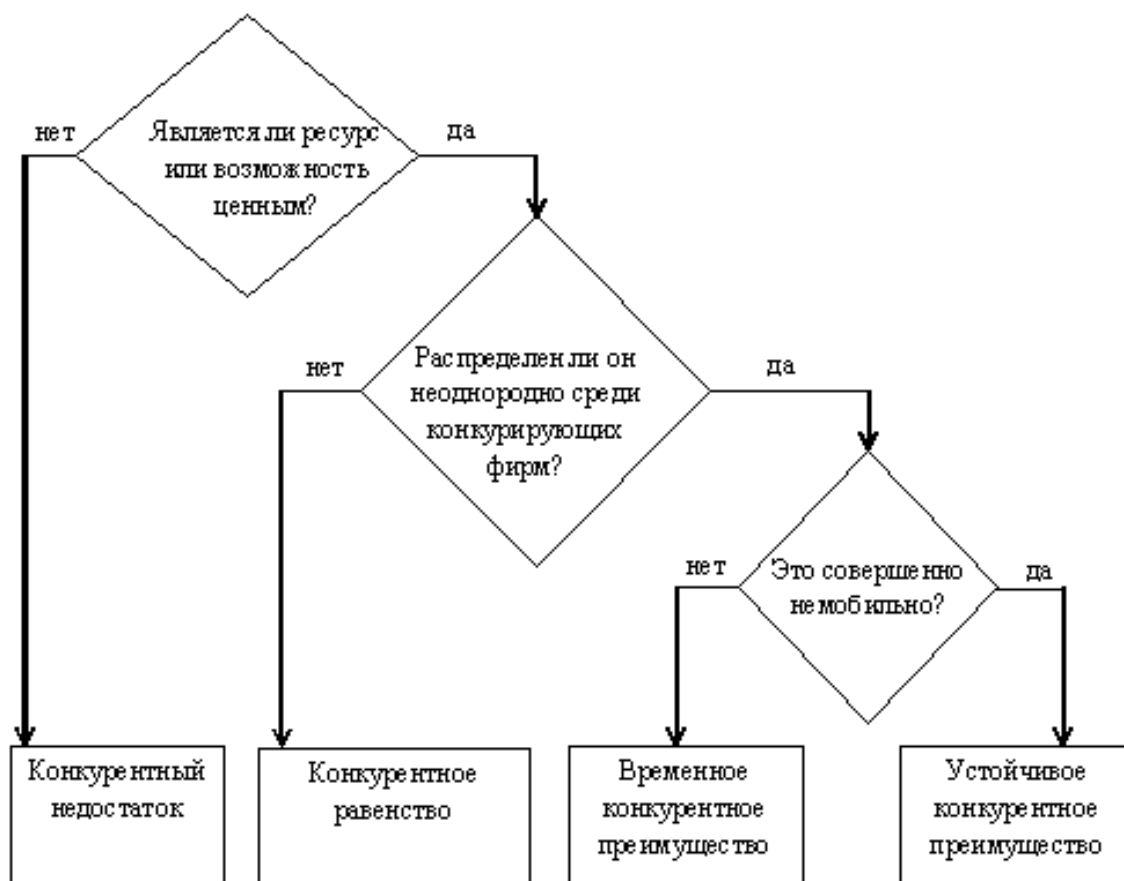 нет
Является ли ресурс
или возможность
ценным?
да
нет
Распределен ли он
неоднородно среди
конкурирующих
фирм?
да
нет
Это совершенно
немобильно?
да
Конкурентный
недостаток
Конкурентное
равенство
Временное
конкурентное
преимущество
Устойчивое
конкурентное
преимущество